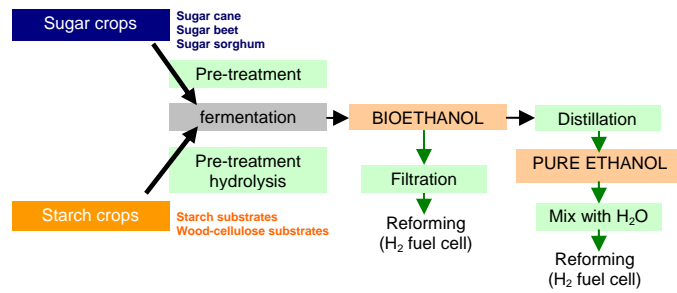 Sugar crops
Sugar cane
Sugar beet
Sugar sorghum
Pre-treatment
fermentation
BIOETHANOL
Distillation
Pre-treatment
hydrolysis
Filtration
PURE ETHANOL
Starch crops
Starch substrates
Wood-cellulose substrates
Reforming
(H₂ fuel cell)
Mix with H₂O
Reforming
(H₂ fuel cell)